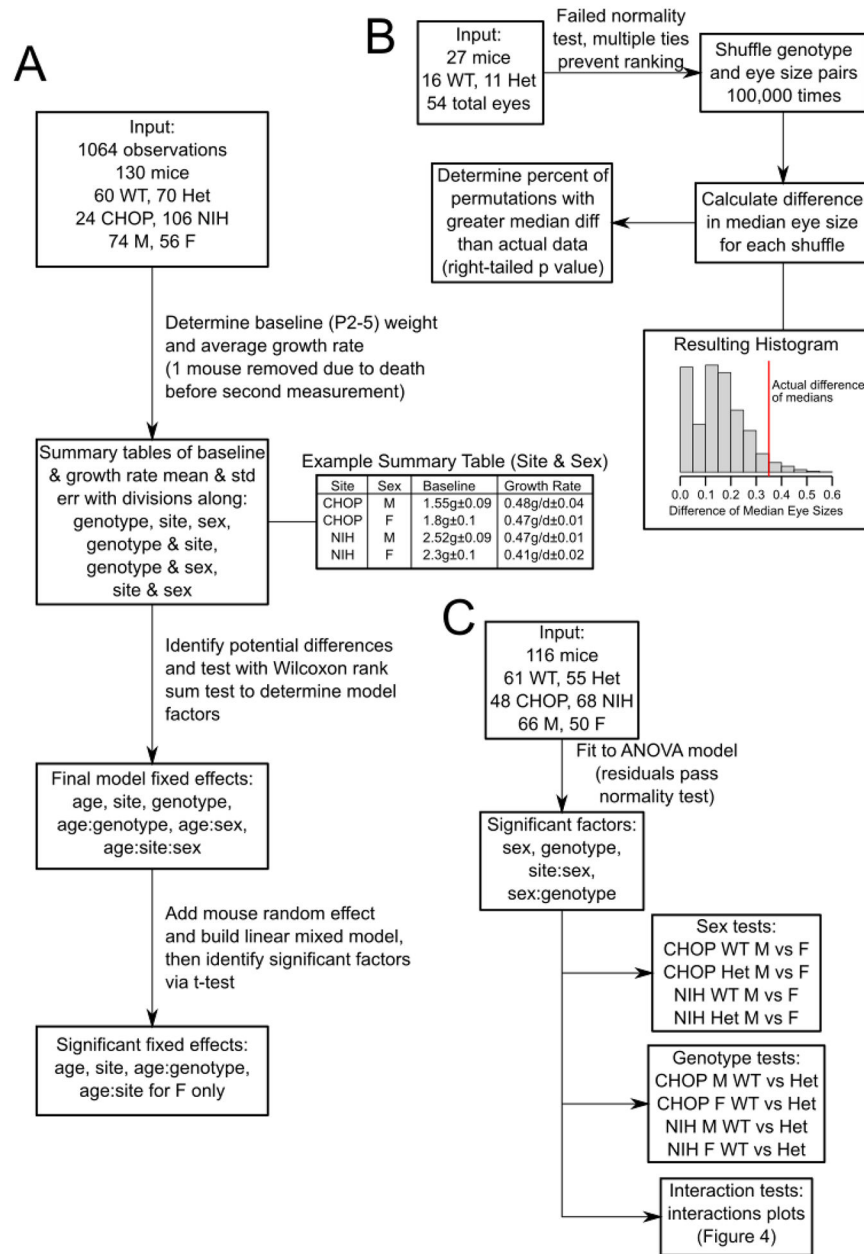 A
Input:
1064 observations
130 mice
60 WT, 70 Het
24 CHOP, 106 NIH
74 M, 56 F
Determine baseline (P2-5) weight
and average growth rate
(1 mouse removed due to death
before second measurement)
Summary tables of baseline
& growth rate mean & std
err with divisions along:
genotype, site, sex,
genotype & site,
genotype & sex,
site & sex
Example Summary Table (Site & Sex)
Site Sex Baseline Growth Rate
CHOP M 1.55g±0.09 0.48g/d±0.04
CHOP F 1.8g±0.1 0.47g/d±0.01
NIH M 2.52g±0.09 0.47g/d±0.01
NIH F 2.3g±0.1 0.41g/d±0.02
Identify potential differences
and test with Wilcoxon rank
sum test to determine model
factors
Final model fixed effects:
age, site, genotype,
age:genotype, age:sex,
age:site:sex
Add mouse random effect
and build linear mixed model,
then identify significant factors
via t-test
Significant fixed effects:
age, site, age:genotype,
age:site for F only
B
Input:
27 mice
16 WT, 11 Het
54 total eyes
Failed normality
test, multiple ties
prevent ranking
Shuffle genotype
and eye size pairs
100,000 times
Calculate difference
in median eye size
for each shuffle
Determine percent of
permutations with
greater median diff
than actual data
(right-tailed p value)
Resulting Histogram
Actual difference
of medians
0.0 0.1 0.2 0.3 0.4 0.5 0.6
Difference of Median Eye Sizes
C
Input:
116 mice
61 WT, 55 Het
48 CHOP, 68 NIH
66 M, 50 F
Fit to ANOVA model
(residuals pass
normality test)
Significant factors:
sex, genotype,
site:sex,
sex:genotype
Sex tests:
CHOP WT M vs F
CHOP Het M vs F
NIH WT M vs F
NIH Het M vs F
Genotype tests:
CHOP M WT vs Het
CHOP F WT vs Het
NIH M WT vs Het
NIH F WT vs Het
Interaction tests:
interactions plots
(Figure 4)